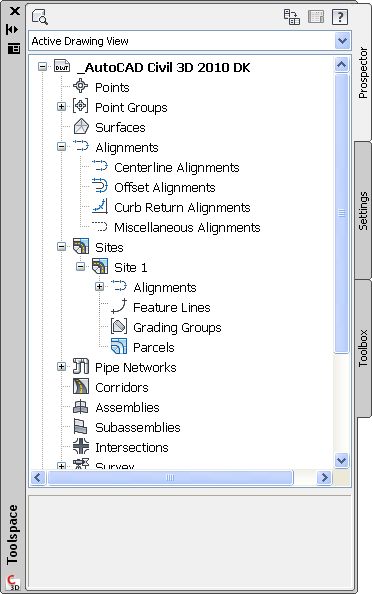 Active Drawing View
_AutoCAD Civil 3D 2010 DK
Points
Point Groups
Surfaces
Alignments
Centerline Alignments
Offset Alignments
Curb Return Alignments
Miscellaneous Alignments
Sites
Site 1
Alignments
Feature Lines
Grading Groups
Parcels
Pipe Networks
Corridors
Assemblies
Subassemblies
Intersections
Survey
Prospector
Settings
Toolbox
Toolspace